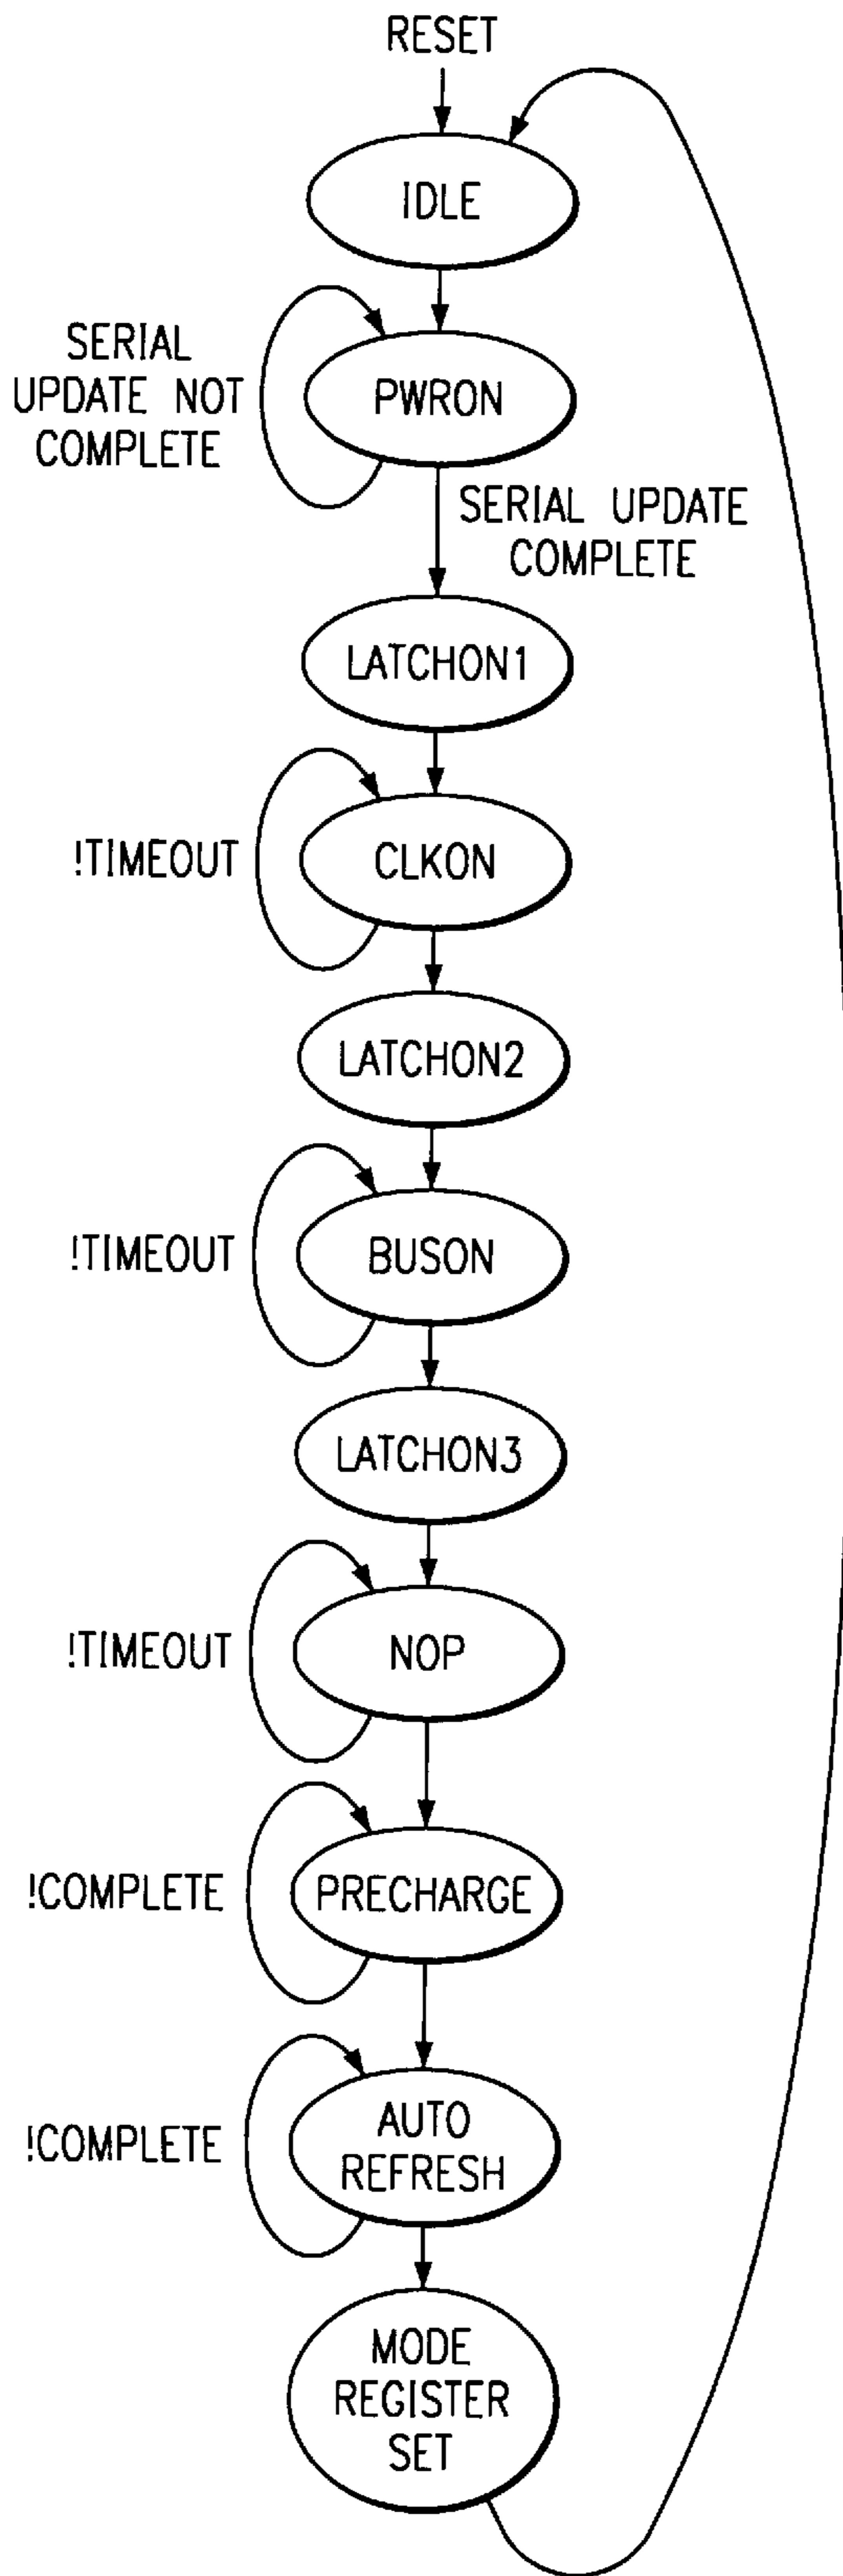 RESET
IDLE
SERIAL
UPDATE NOT
COMPLETE
PWRON
SERIAL UPDATE
COMPLETE
LATCHON1
!TIMEOUT
CLKON
LATCHON2
!TIMEOUT
BUSON
LATCHON3
!TIMEOUT
NOP
!COMPLETE
PRECHARGE
!COMPLETE
AUTO
REFRESH
MODE
REGISTER
SET